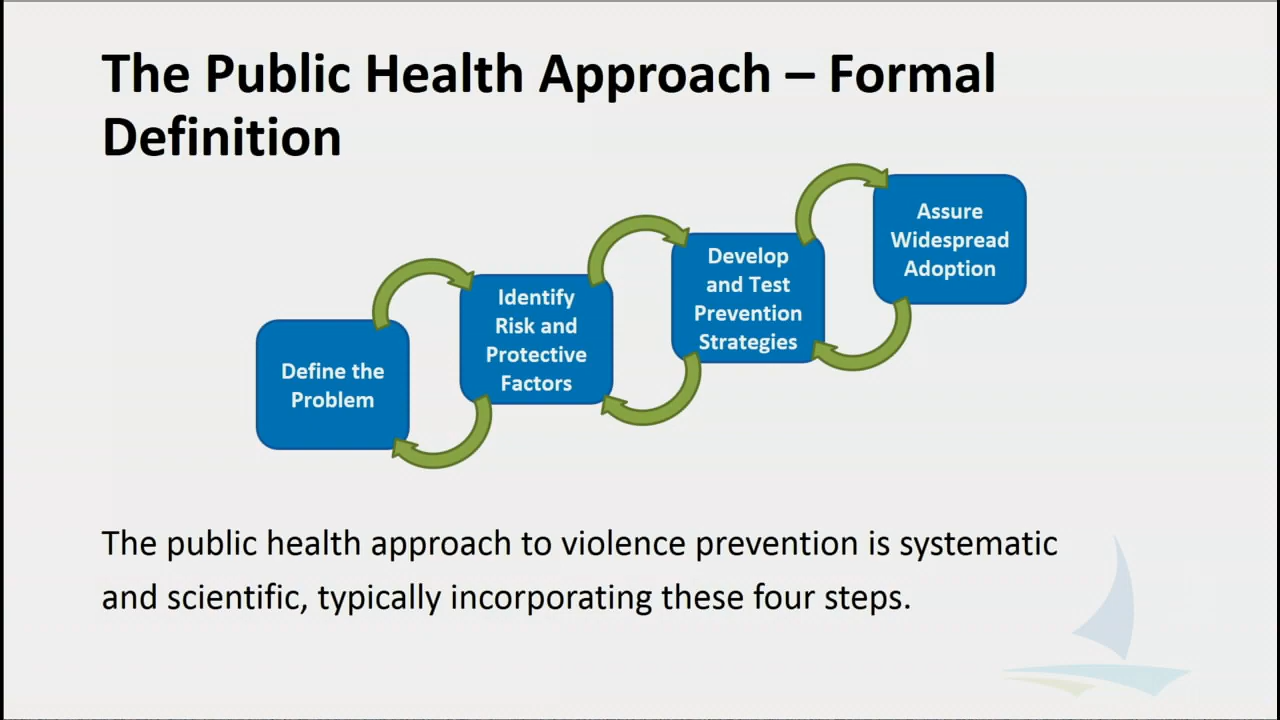 The Public Health Approach – Formal
Definition
Define the
Problem
Identify
Risk and
Protective
Factors
Develop
and Test
Prevention
Strategies
Assure
Widespread
Adoption
The public health approach to violence prevention is systematic
and scientific, typically incorporating these four steps.